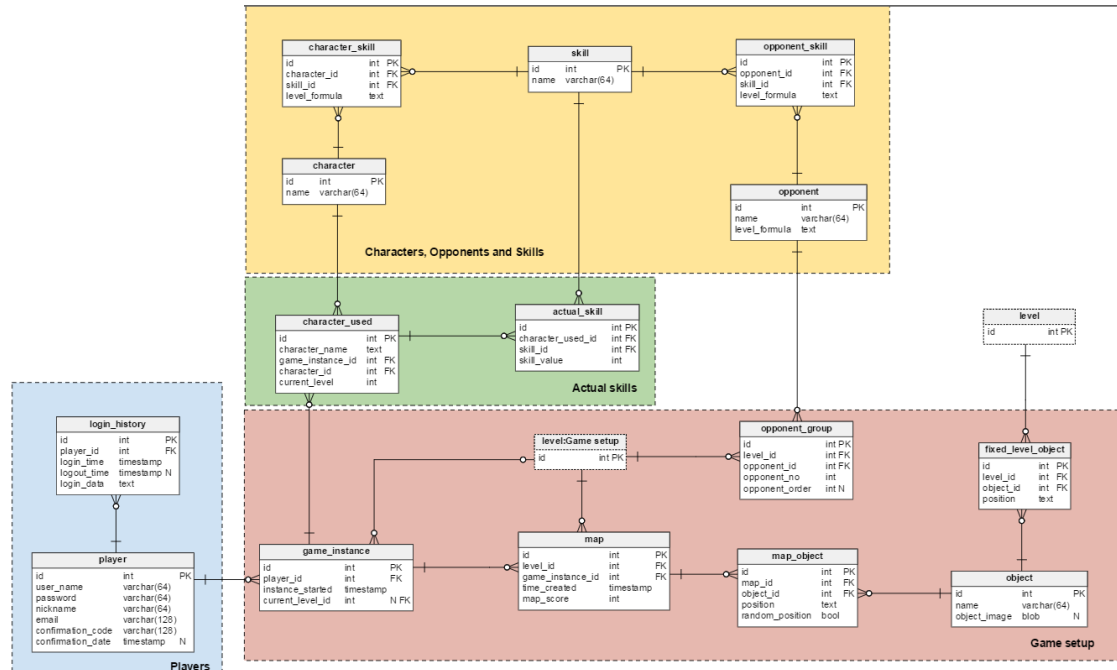 character_skill
id int PK
character_id int FK
skill_id int FK
level_formula text
skill
id int PK
name varchar(64)
opponent_skill
id int PK
opponent_id int FK
skill_id int FK
level_formula text
character
id int PK
name varchar(64)
opponent
id int PK
name varchar(64)
level_formula text
Characters, Opponents and Skills
character_used
id int PK
character_name text
game_instance_id int FK
character_id int FK
current_level int
actual_skill
id int PK
character_used_id int FK
skill_id int FK
skill_value int
Actual skills
level
id int PK
login_history
id int PK
player_id int FK
login_time timestamp
logout_time timestamp N
login_data text
level:Game setup
id int PK
opponent_group
id int PK
level_id int FK
opponent_id int FK
opponent_no int
opponent_order int N
fixed_level_object
id int PK
level_id int FK
object_id int FK
position text
player
id int PK
user_name varchar(64)
password varchar(64)
nickname varchar(64)
email varchar(128)
confirmation_code varchar(128)
confirmation_date timestamp N
Players
game_instance
id int PK
player_id int FK
instance_started timestamp
current_level_id int N FK
map
id int PK
level_id int FK
game_instance_id int FK
time_created timestamp
map_score int
map_object
id int PK
map_id int FK
object_id int FK
position text
random_position bool
object
id int PK
name varchar(64)
object_image blob N
Game setup